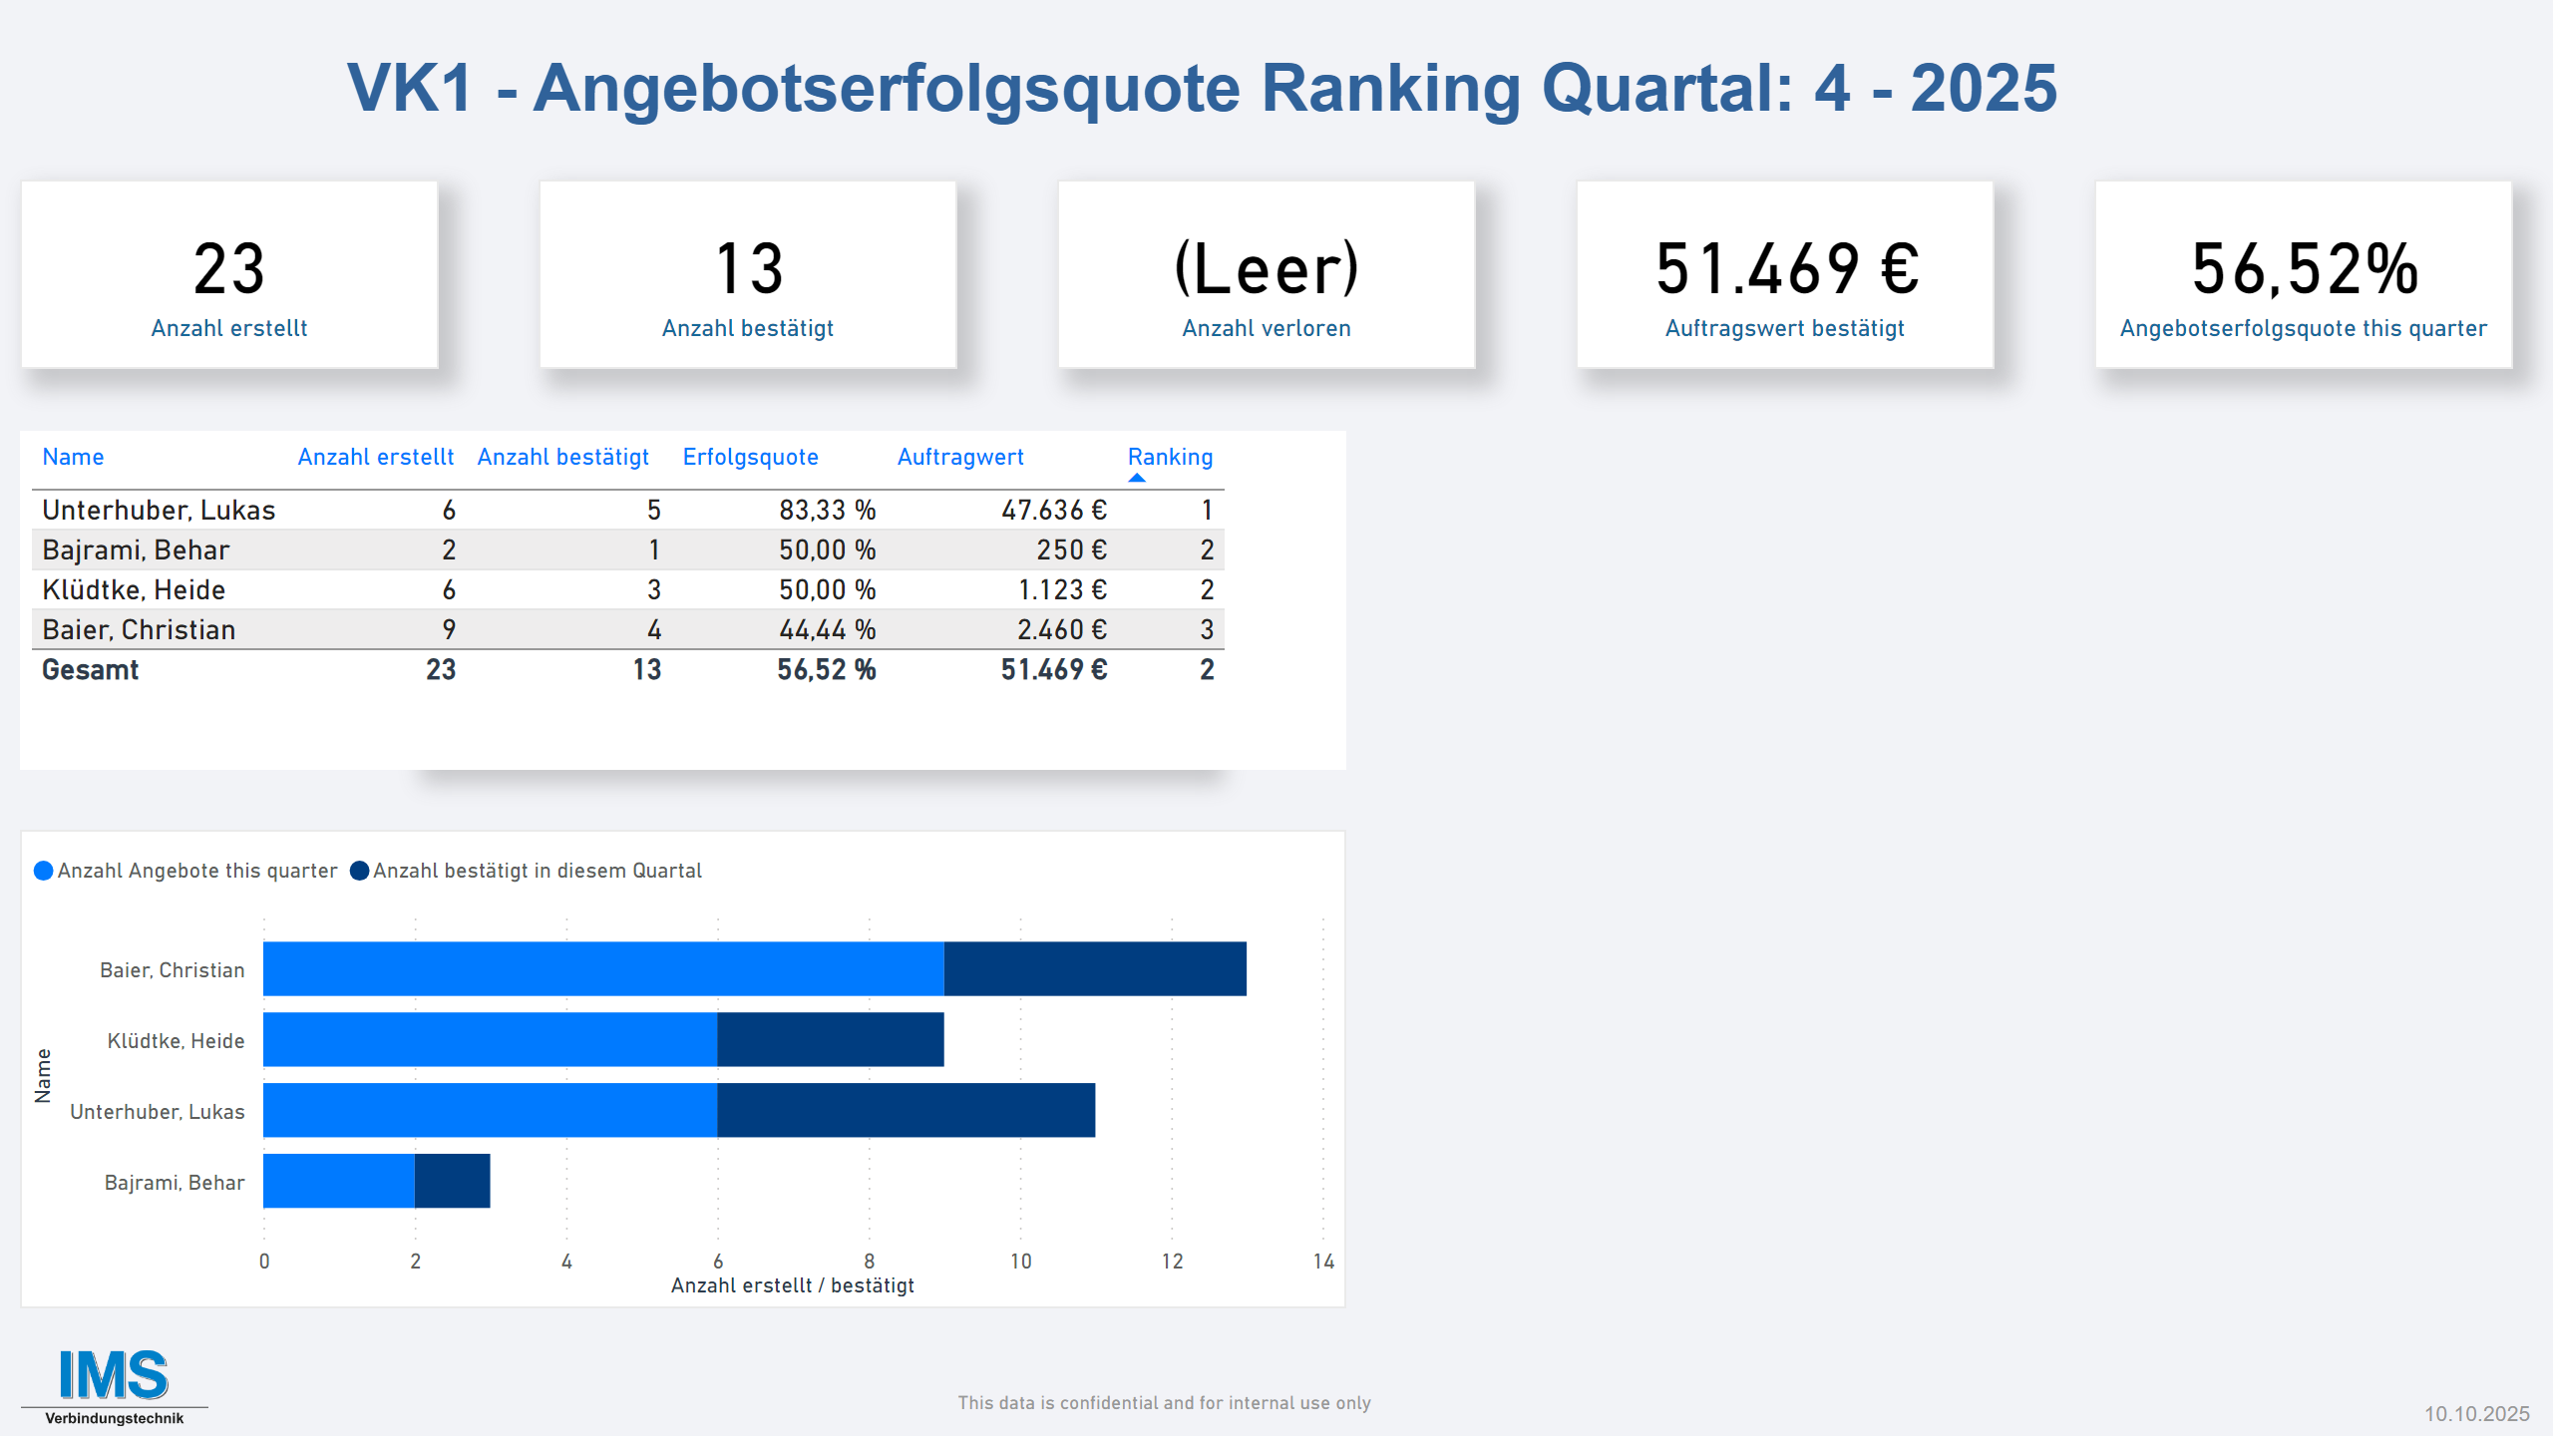 VK1 - Angebotserfolgsquote Ranking Quartal: 4 - 2025
23
Anzahl erstellt
13
Anzahl bestätigt
(Leer)
Anzahl verloren
51.469 €
Auftragswert bestätigt
56,52%
Angebotserfolgsquote this quarter
Name Anzahl erstellt Anzahl bestätigt Erfolgsquote Auftragwert Ranking
Unterhuber, Lukas 6 5 83,33 % 47.636 € 1
Bajrami, Behar 2 1 50,00 % 250 € 2
Klüdtke, Heide 6 3 50,00 % 1.123 € 2
Baier, Christian 9 4 44,44 % 2.460 € 3
Gesamt 23 13 56,52 % 51.469 € 2
Anzahl Angebote this quarter Anzahl bestätigt in diesem Quartal
Name
Baier, Christian
Klüdtke, Heide
Unterhuber, Lukas
Bajrami, Behar
0 2 4 6 8 10 12 14
Anzahl erstellt / bestätigt
IMS
Verbindungstechnik
This data is confidential and for internal use only
10.10.2025